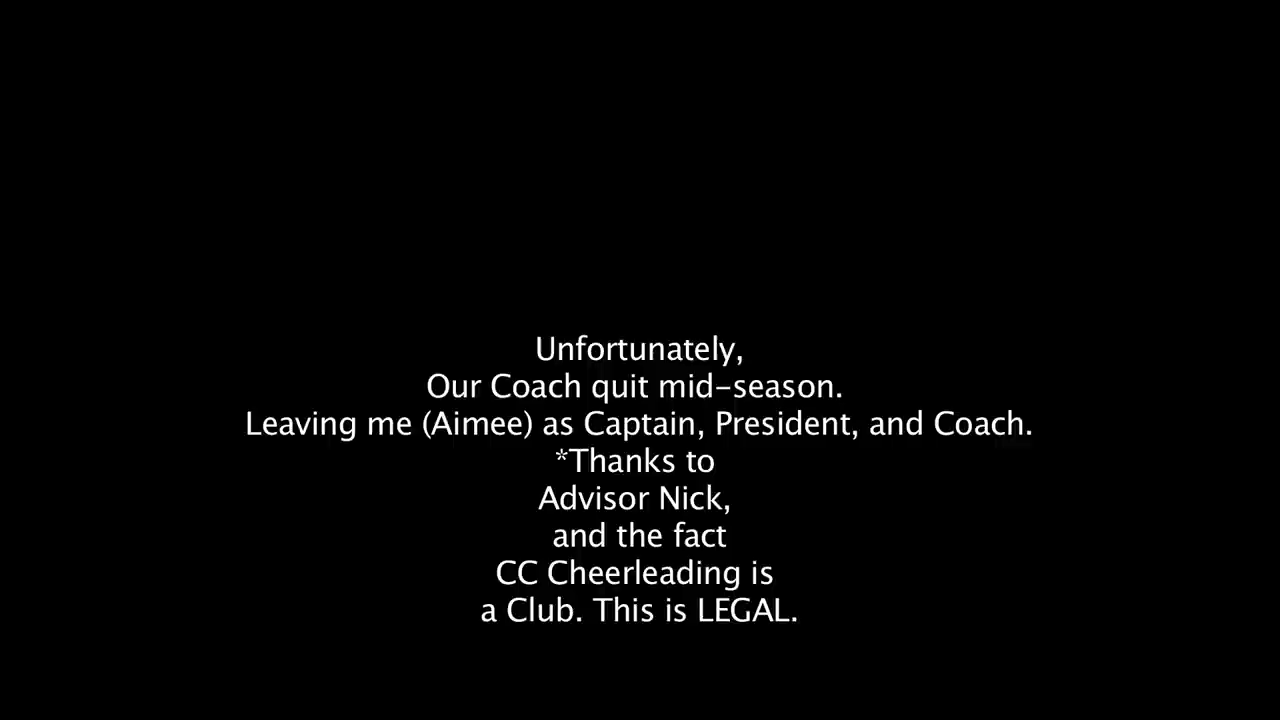 Unfortunately,
Our Coach quit mid-season.
Leaving me (Aimee) as Captain, President, and Coach.
*Thanks to
Advisor Nick,
and the fact
CC Cheerleading is
a Club. This is LEGAL.